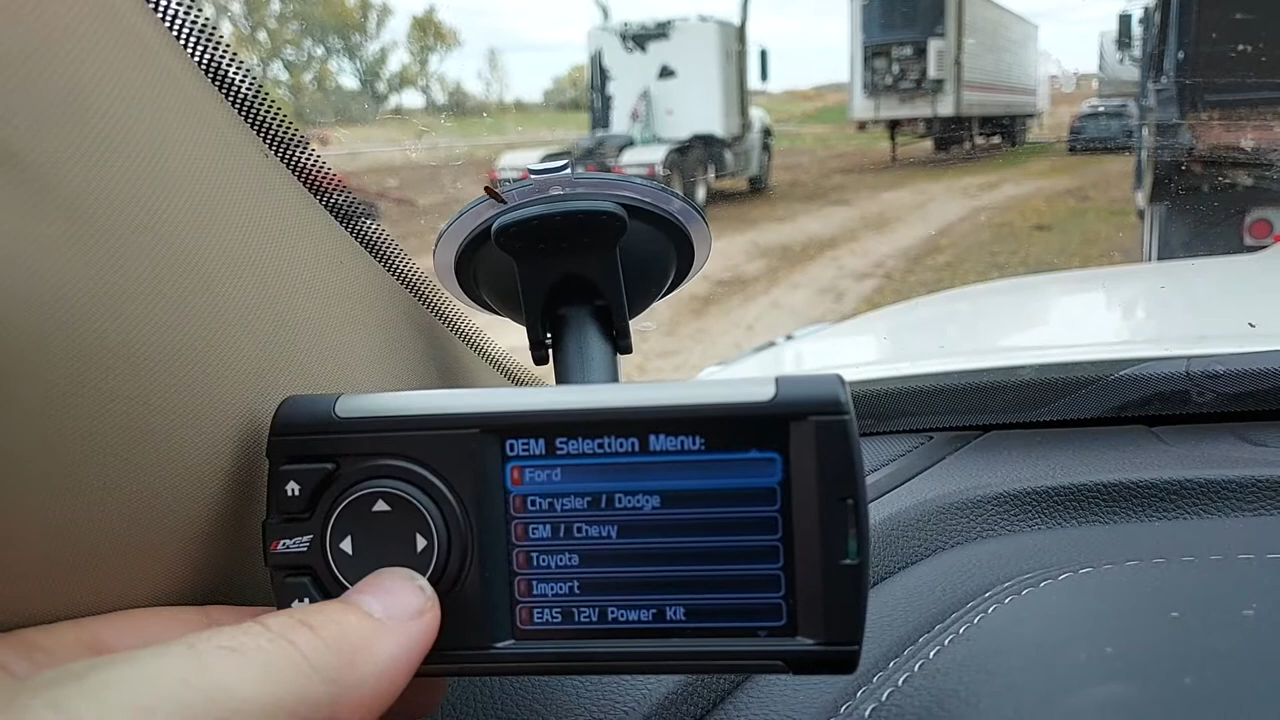 OEM Selection Menu:
Ford
Chrysler / Dodge
GM / Chevy
Toyota
Import
EAS 12V Power Kit
EDGE